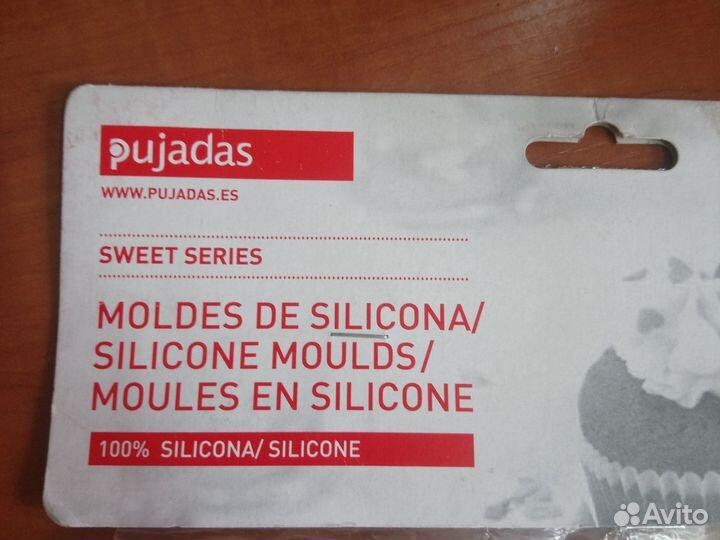 pujadas
WWW.PUJADAS.ES
SWEET SERIES
MOLDES DE SILICONA/
SILICONE MOULDS/
MOULES EN SILICONE
100% SILICONA/ SILICONE
Avito